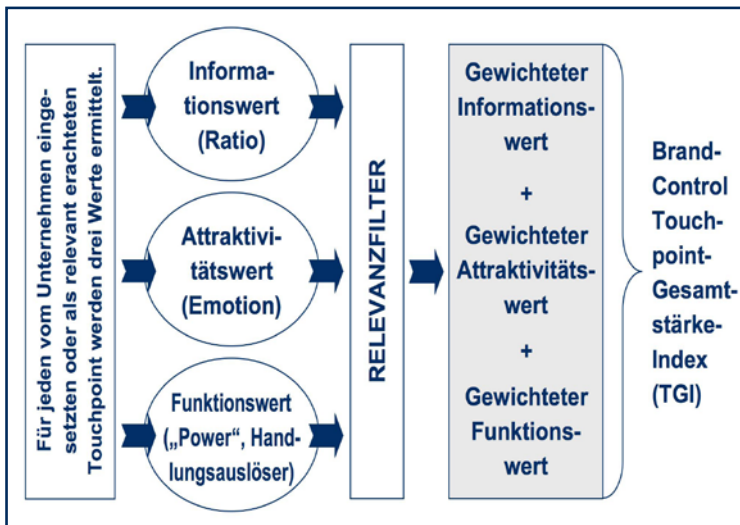 Für jeden vom Unternehmen einge-
setzten oder als relevant erachteten
Touchpoint werden drei Werte ermittelt.
Informa-
tionswert
(Ratio)
Attraktivi-
tätswert
(Emotion)
Funktionswert
(„Power“, Hand-
lungsauslöser)
RELEVANZFILTER
Gewichteter
Informations-
wert
+
Gewichteter
Attraktivitäts-
wert
+
Gewichteter
Funktions-
wert
Brand-
Control
Touch-
point-
Gesamt-
stärke-
Index
(TGI)